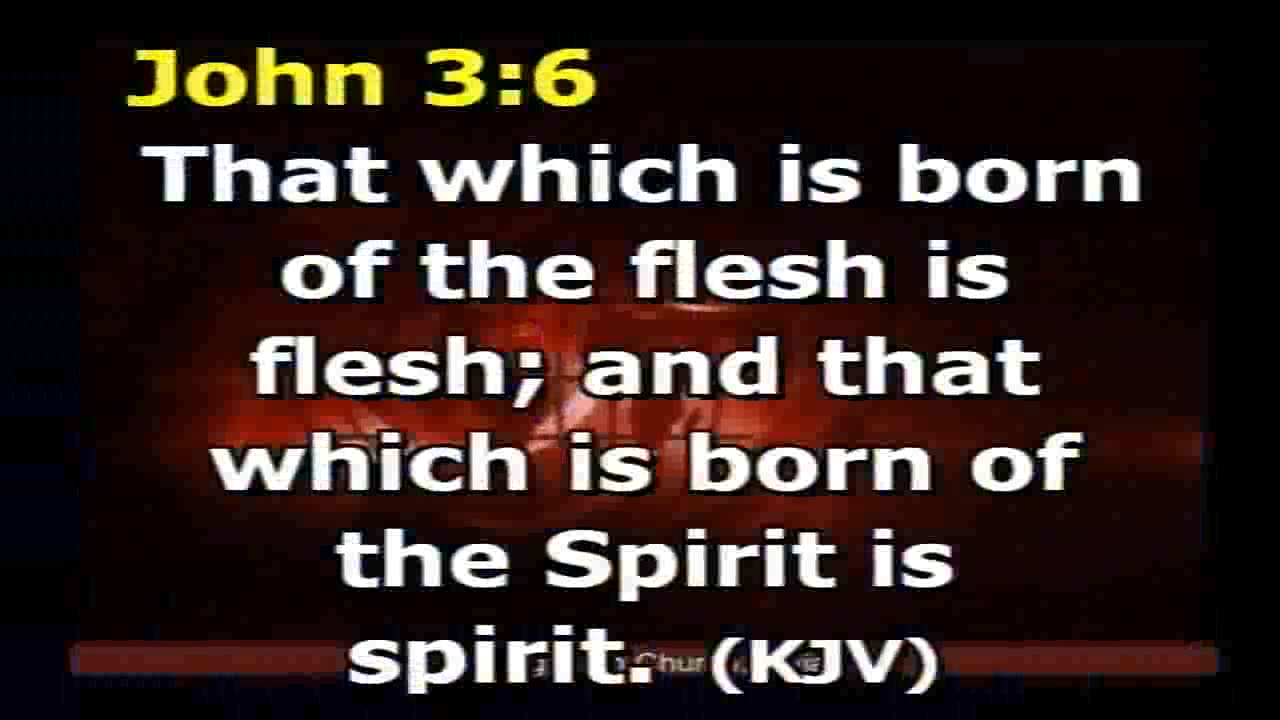 John 3:6
That which is born
of the flesh is
flesh; and that
which is born of
the Spirit is
spirit. (KJV)